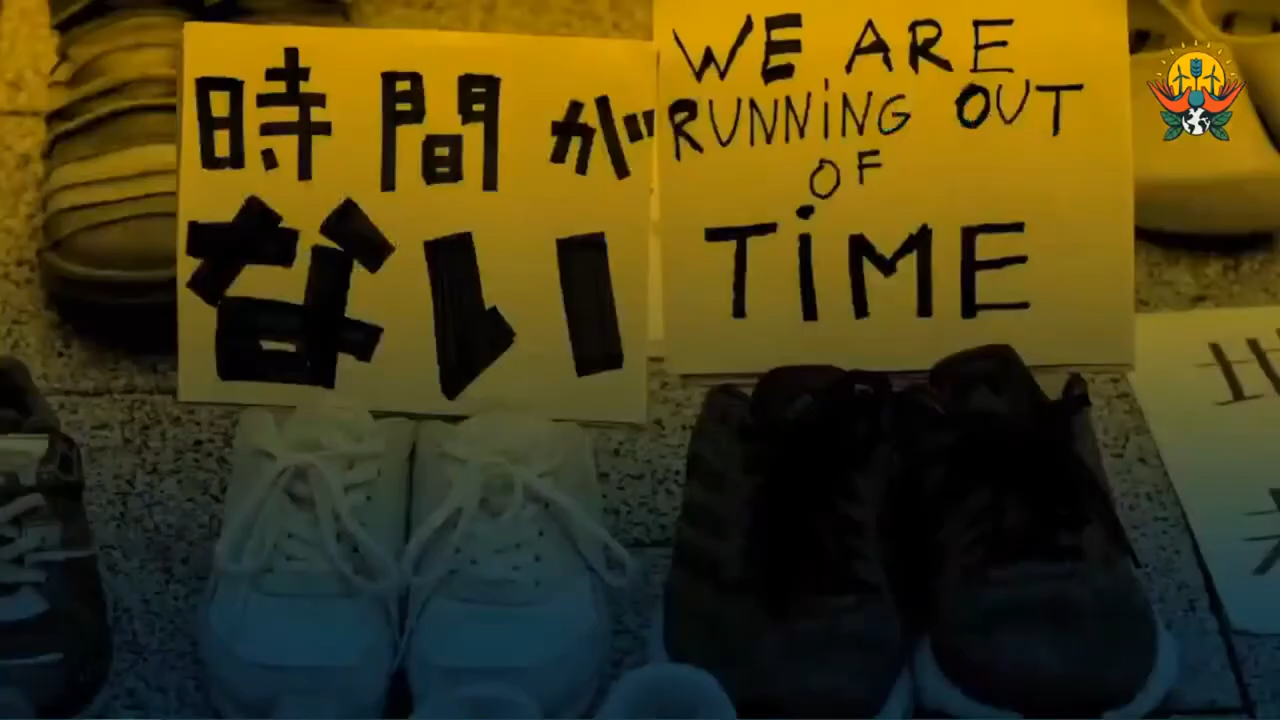 時間が
ない
WE ARE
RUNNING OUT
OF
TIME